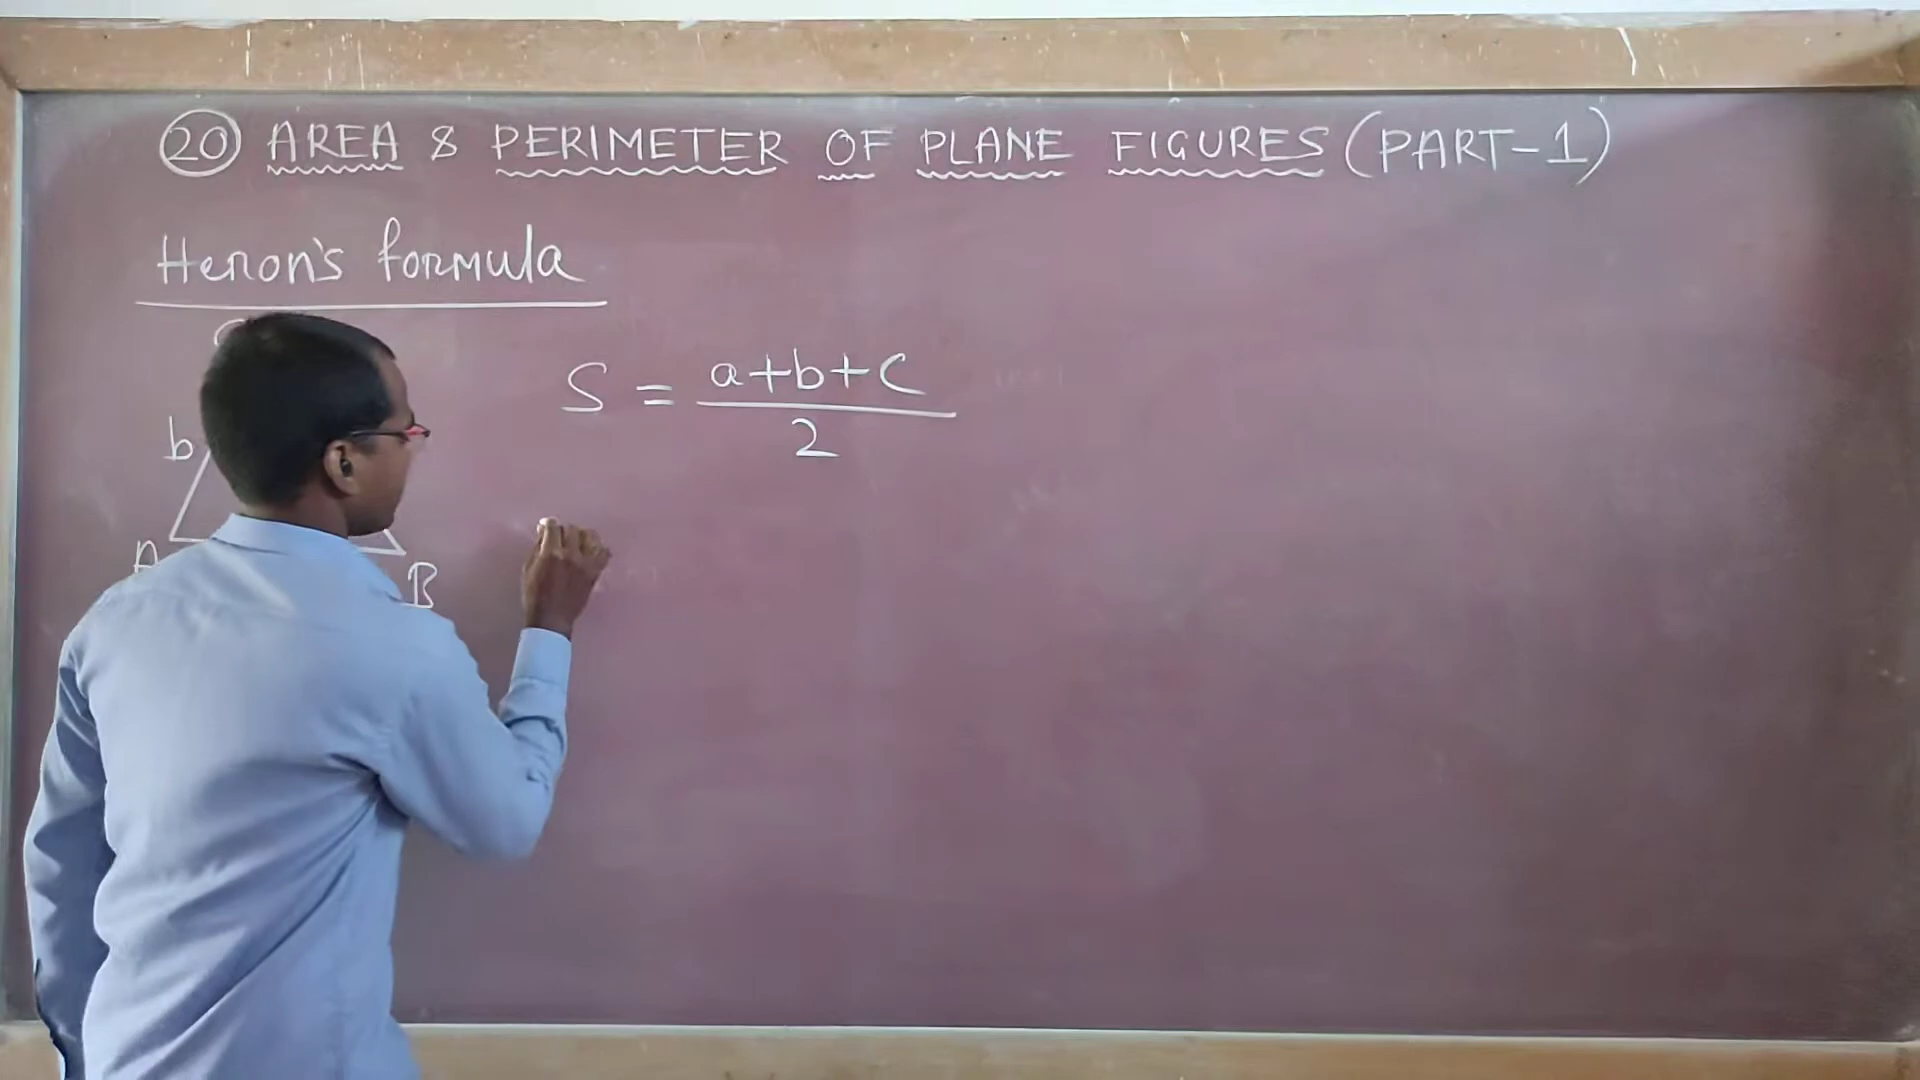 20 AREA & PERIMETER OF PLANE FIGURES (PART-1)
Heron's formula
S = a+b+c
2
b
A
B